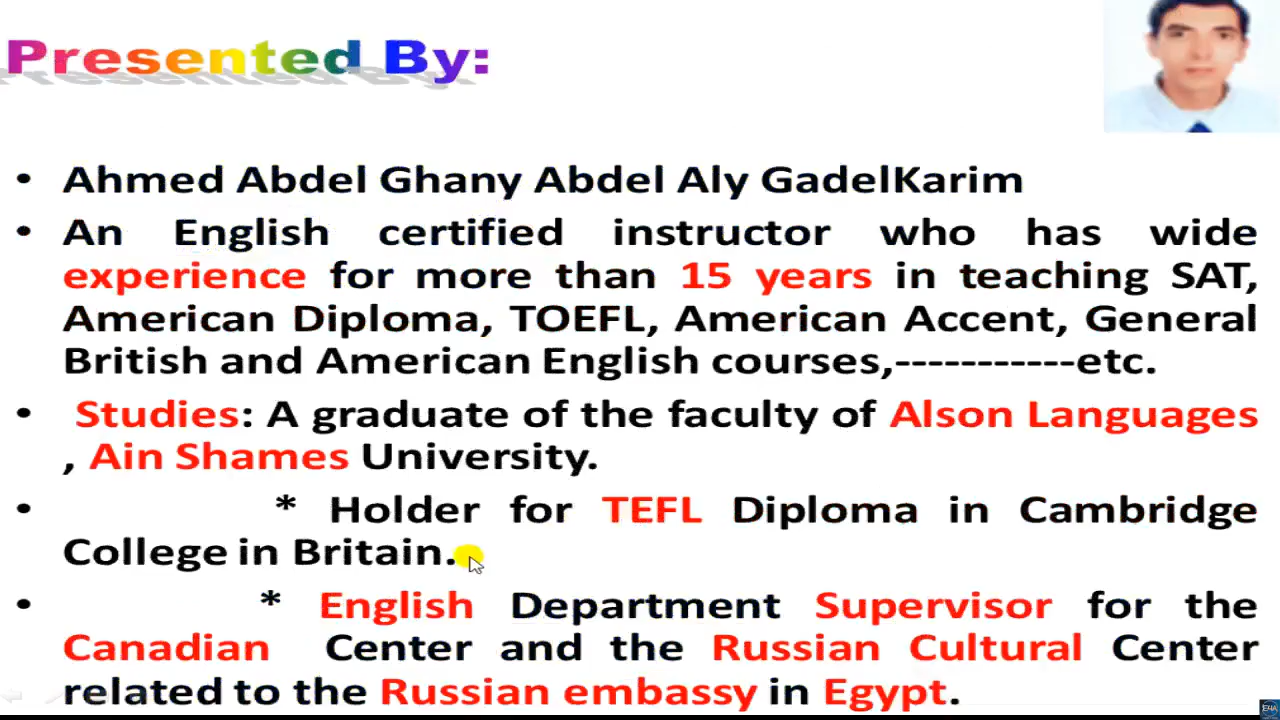 Presented By:
• Ahmed Abdel Ghany Abdel Aly GadelKarim
• An English certified instructor who has wide
experience for more than 15 years in teaching SAT,
American Diploma, TOEFL, American Accent, General
British and American English courses,-----------etc.
• Studies: A graduate of the faculty of Alson Languages
, Ain Shames University.
• * Holder for TEFL Diploma in Cambridge
College in Britain.
• * English Department Supervisor for the
Canadian Center and the Russian Cultural Center
related to the Russian embassy in Egypt.